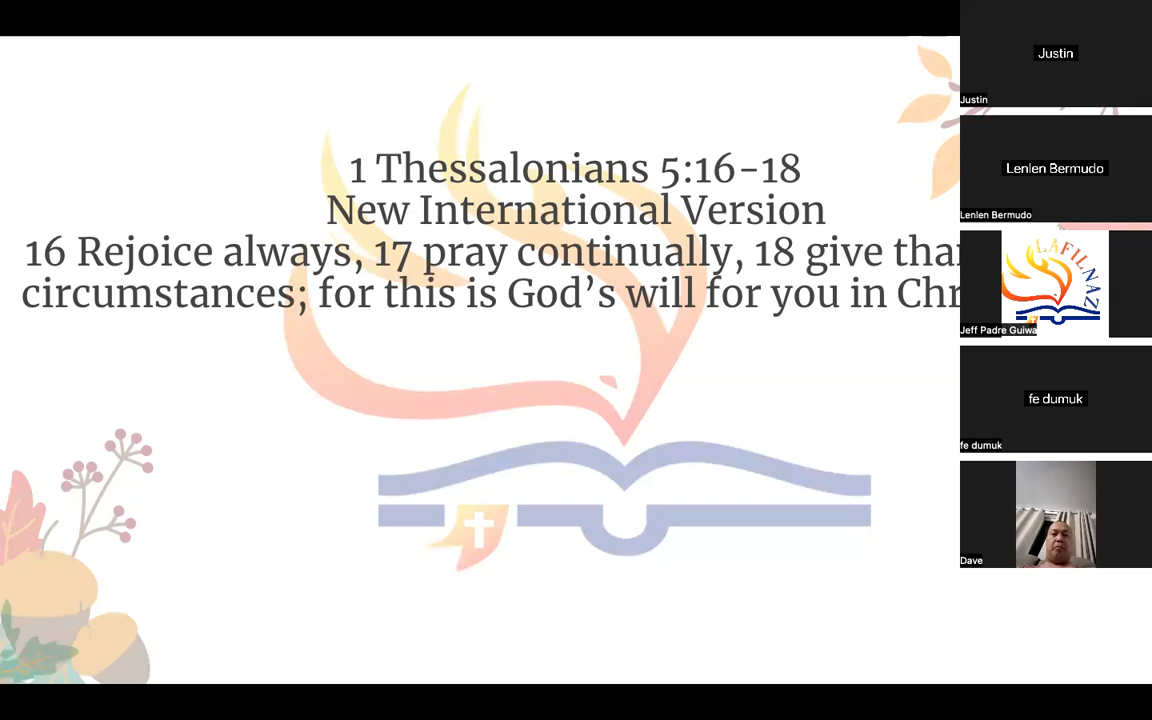 1 Thessalonians 5:16-18
New International Version
16 Rejoice always, 17 pray continually, 18 give
circumstances; for this is God’s will for you in
Justin
Justin
Lenlen Bermudo
Lenlen Bermudo
LAFILNAZ
Jeff Padre Guiwa
fe dumuk
fe dumuk
Dave